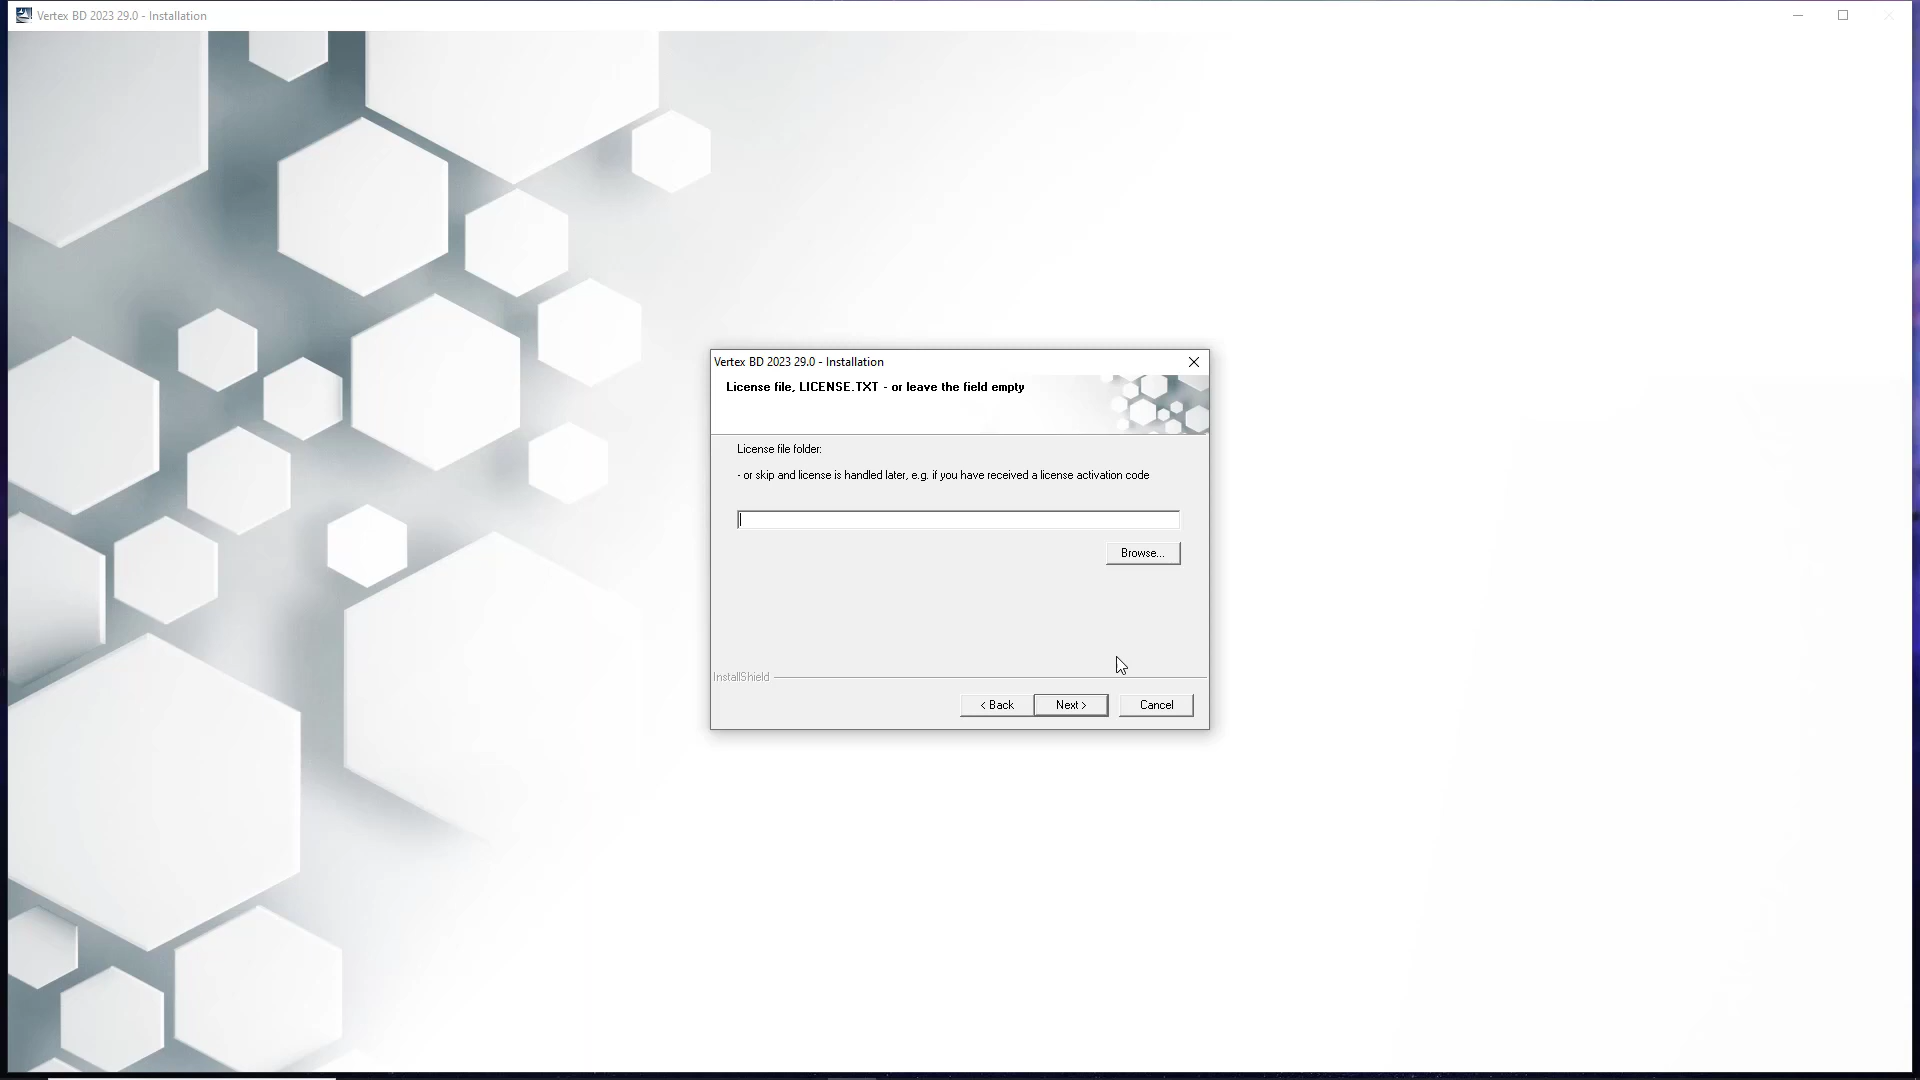 Vertex BD 2023 29.0 - Installation
Vertex BD 2023 29.0 - Installation
License file, LICENSE.TXT - or leave the field empty
License file folder:
- or skip and license is handled later, e.g. if you have received a license activation code
Browse...
InstallShield
< Back
Next >
Cancel